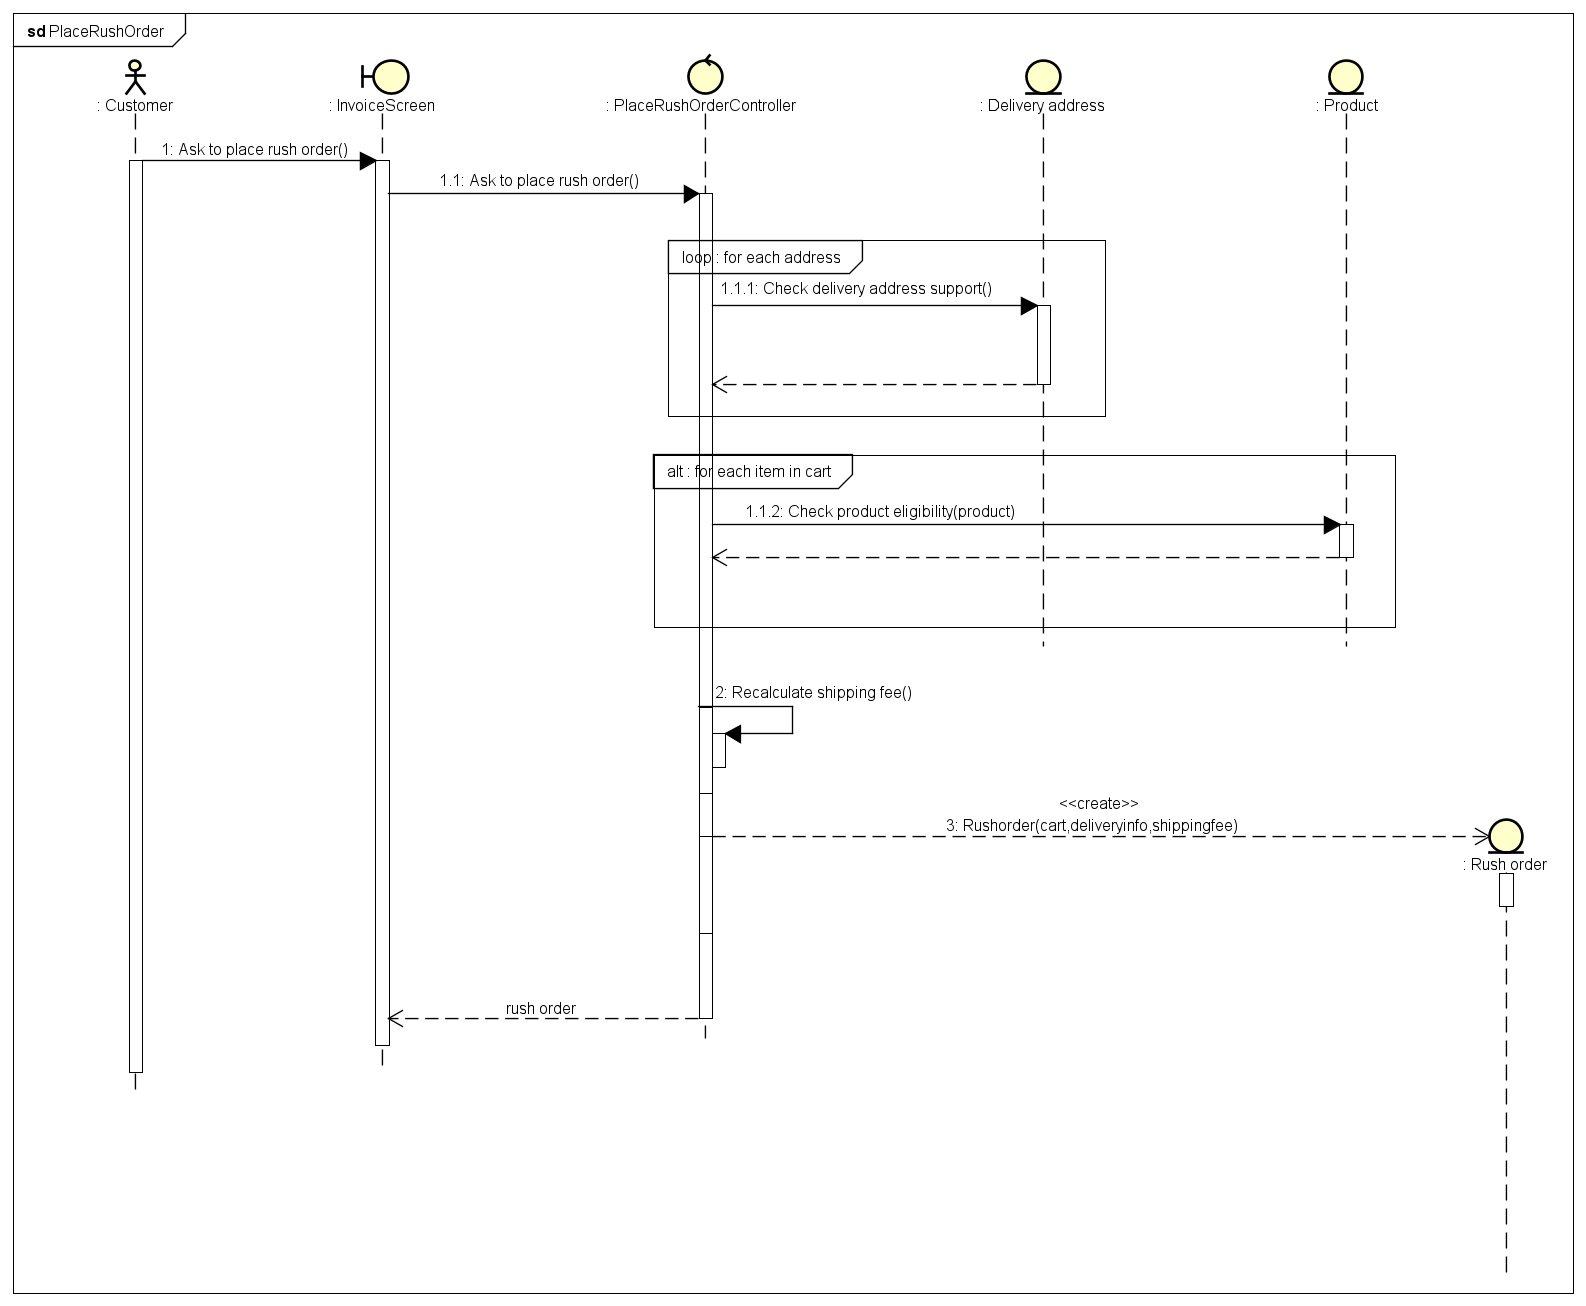 sd PlaceRushOrder
: Customer
: InvoiceScreen
: PlaceRushOrderController
: Delivery address
: Product
1: Ask to place rush order()
1.1: Ask to place rush order()
loop : for each address
1.1.1: Check delivery address support()
alt : for each item in cart
1.1.2: Check product eligibility(product)
2: Recalculate shipping fee()
<<create>>
3: Rushorder(cart,deliveryinfo,shippingfee)
: Rush order
rush order